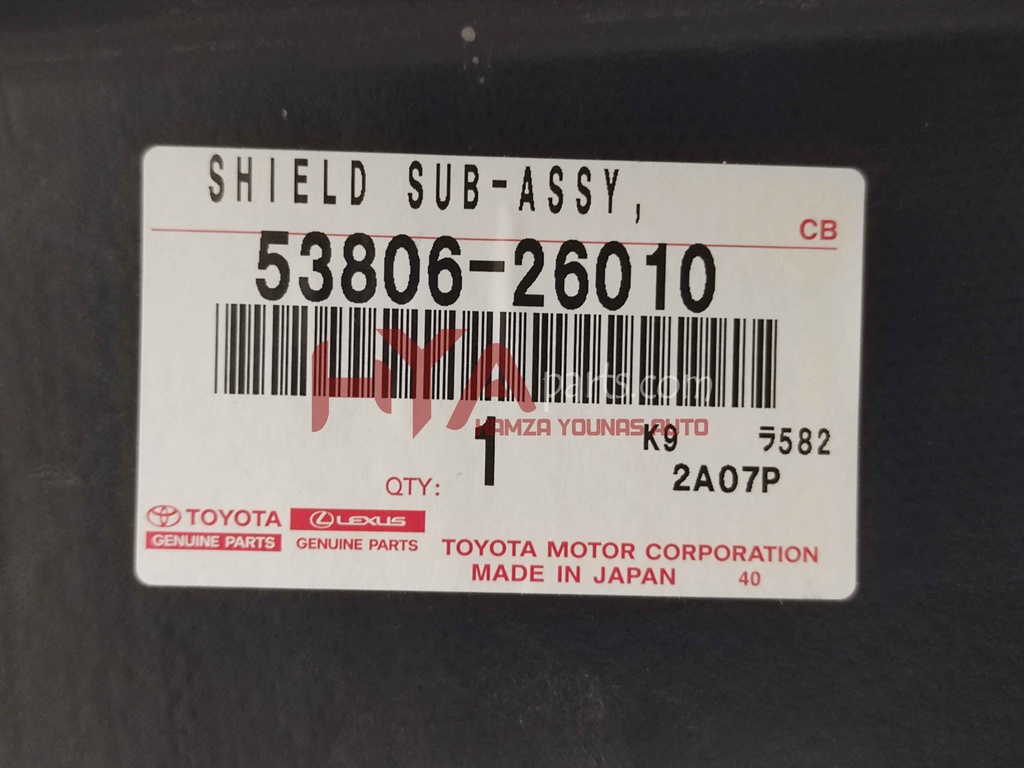 SHIELD SUB-ASSY,
CB
53806-26010
HYA parts.com
HAMZA YOUNAS AUTO
1
K9 ラ582
QTY:
2A07P
TOYOTA LEXUS
GENUINE PARTS GENUINE PARTS
TOYOTA MOTOR CORPORATION
MADE IN JAPAN 40